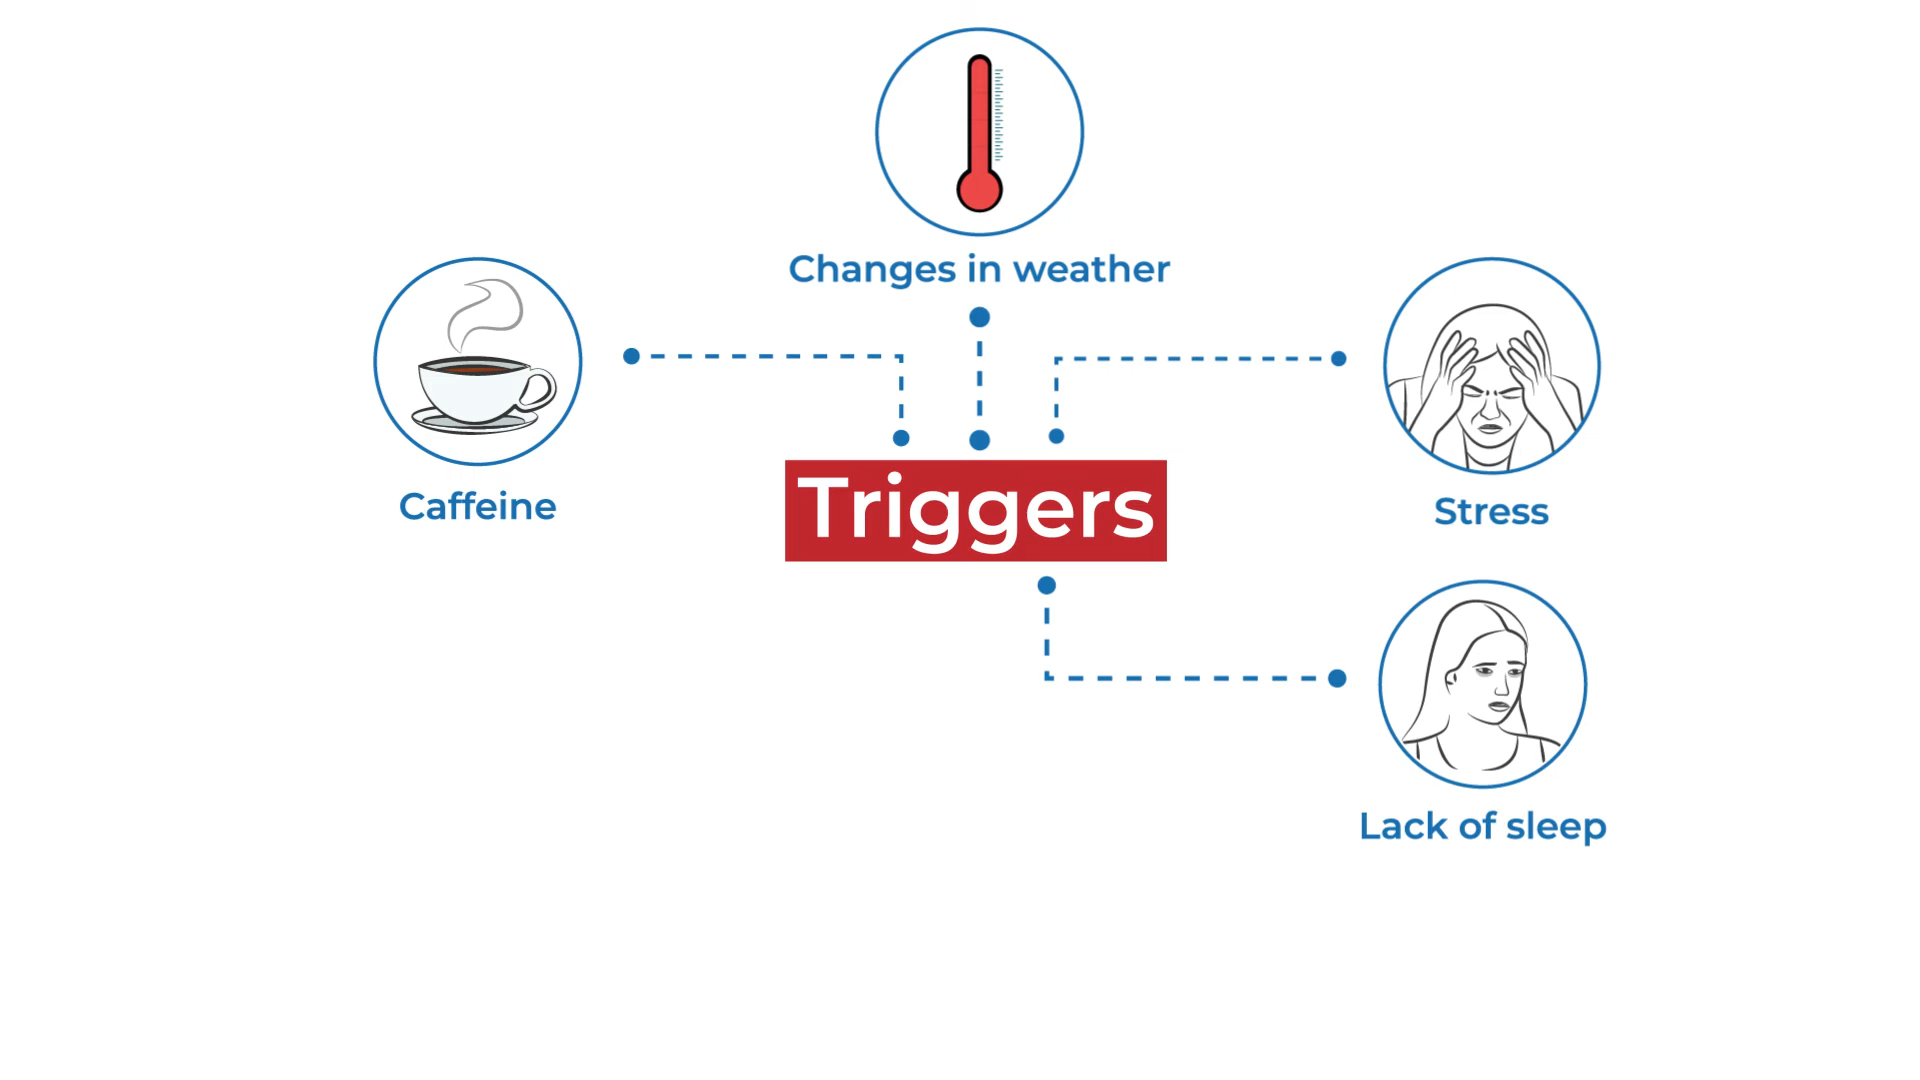 Changes in weather
Caffeine
Triggers
Stress
Lack of sleep